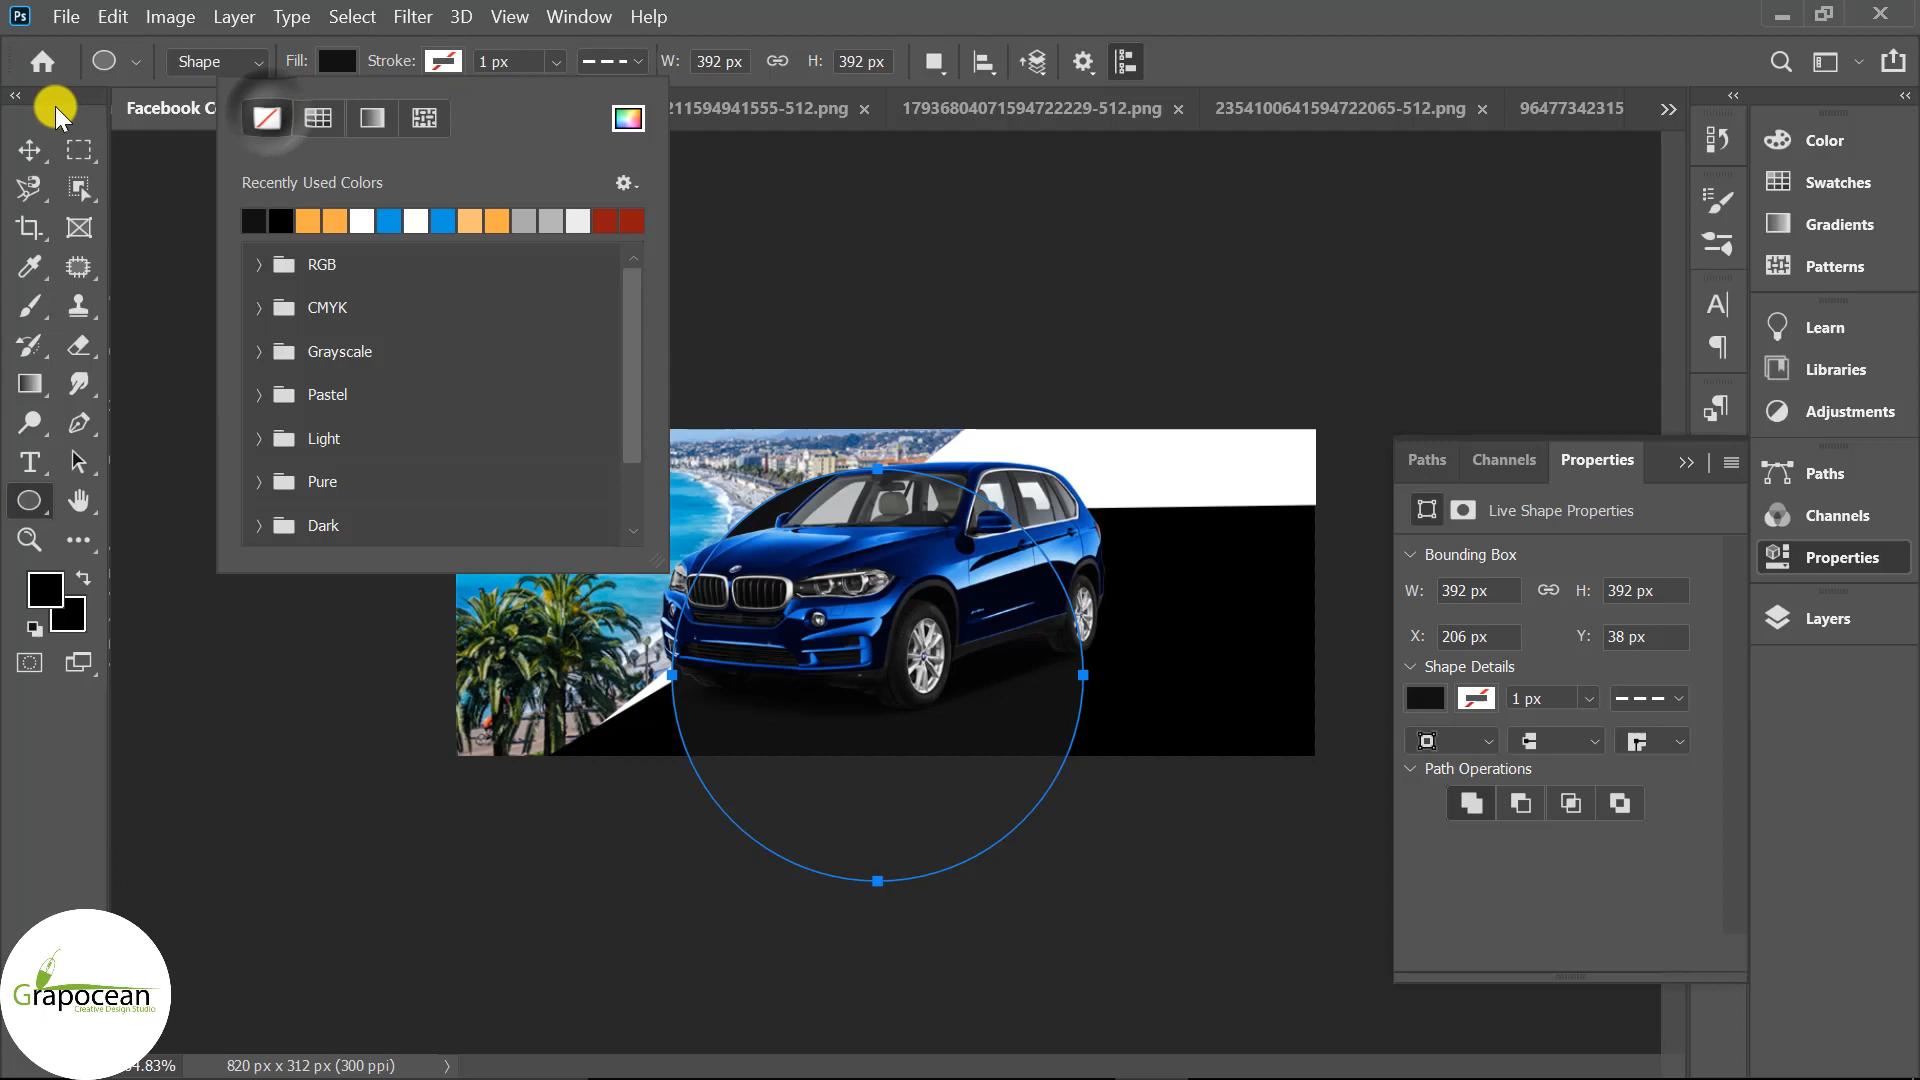 Ps File Edit Image Layer Type Select Filter 3D View Window Help
Shape Fill: Stroke: 1 px W: 392 px H: 392 px
Facebook C 211594941555-512.png × 17936804071594722229-512.png × 2354100641594722065-512.png × 96477342315
Recently Used Colors
RGB
CMYK
Grayscale
Pastel
Light
Pure
Dark
Color
Swatches
Gradients
Patterns
Learn
Libraries
Adjustments
Paths
Channels
Properties
Layers
Paths Channels Properties
Live Shape Properties
Bounding Box
W: 392 px H: 392 px
X: 206 px Y: 38 px
Shape Details
1 px
Path Operations
Grapocean
Creative Design Studio
4.83% 820 px x 312 px (300 ppi)